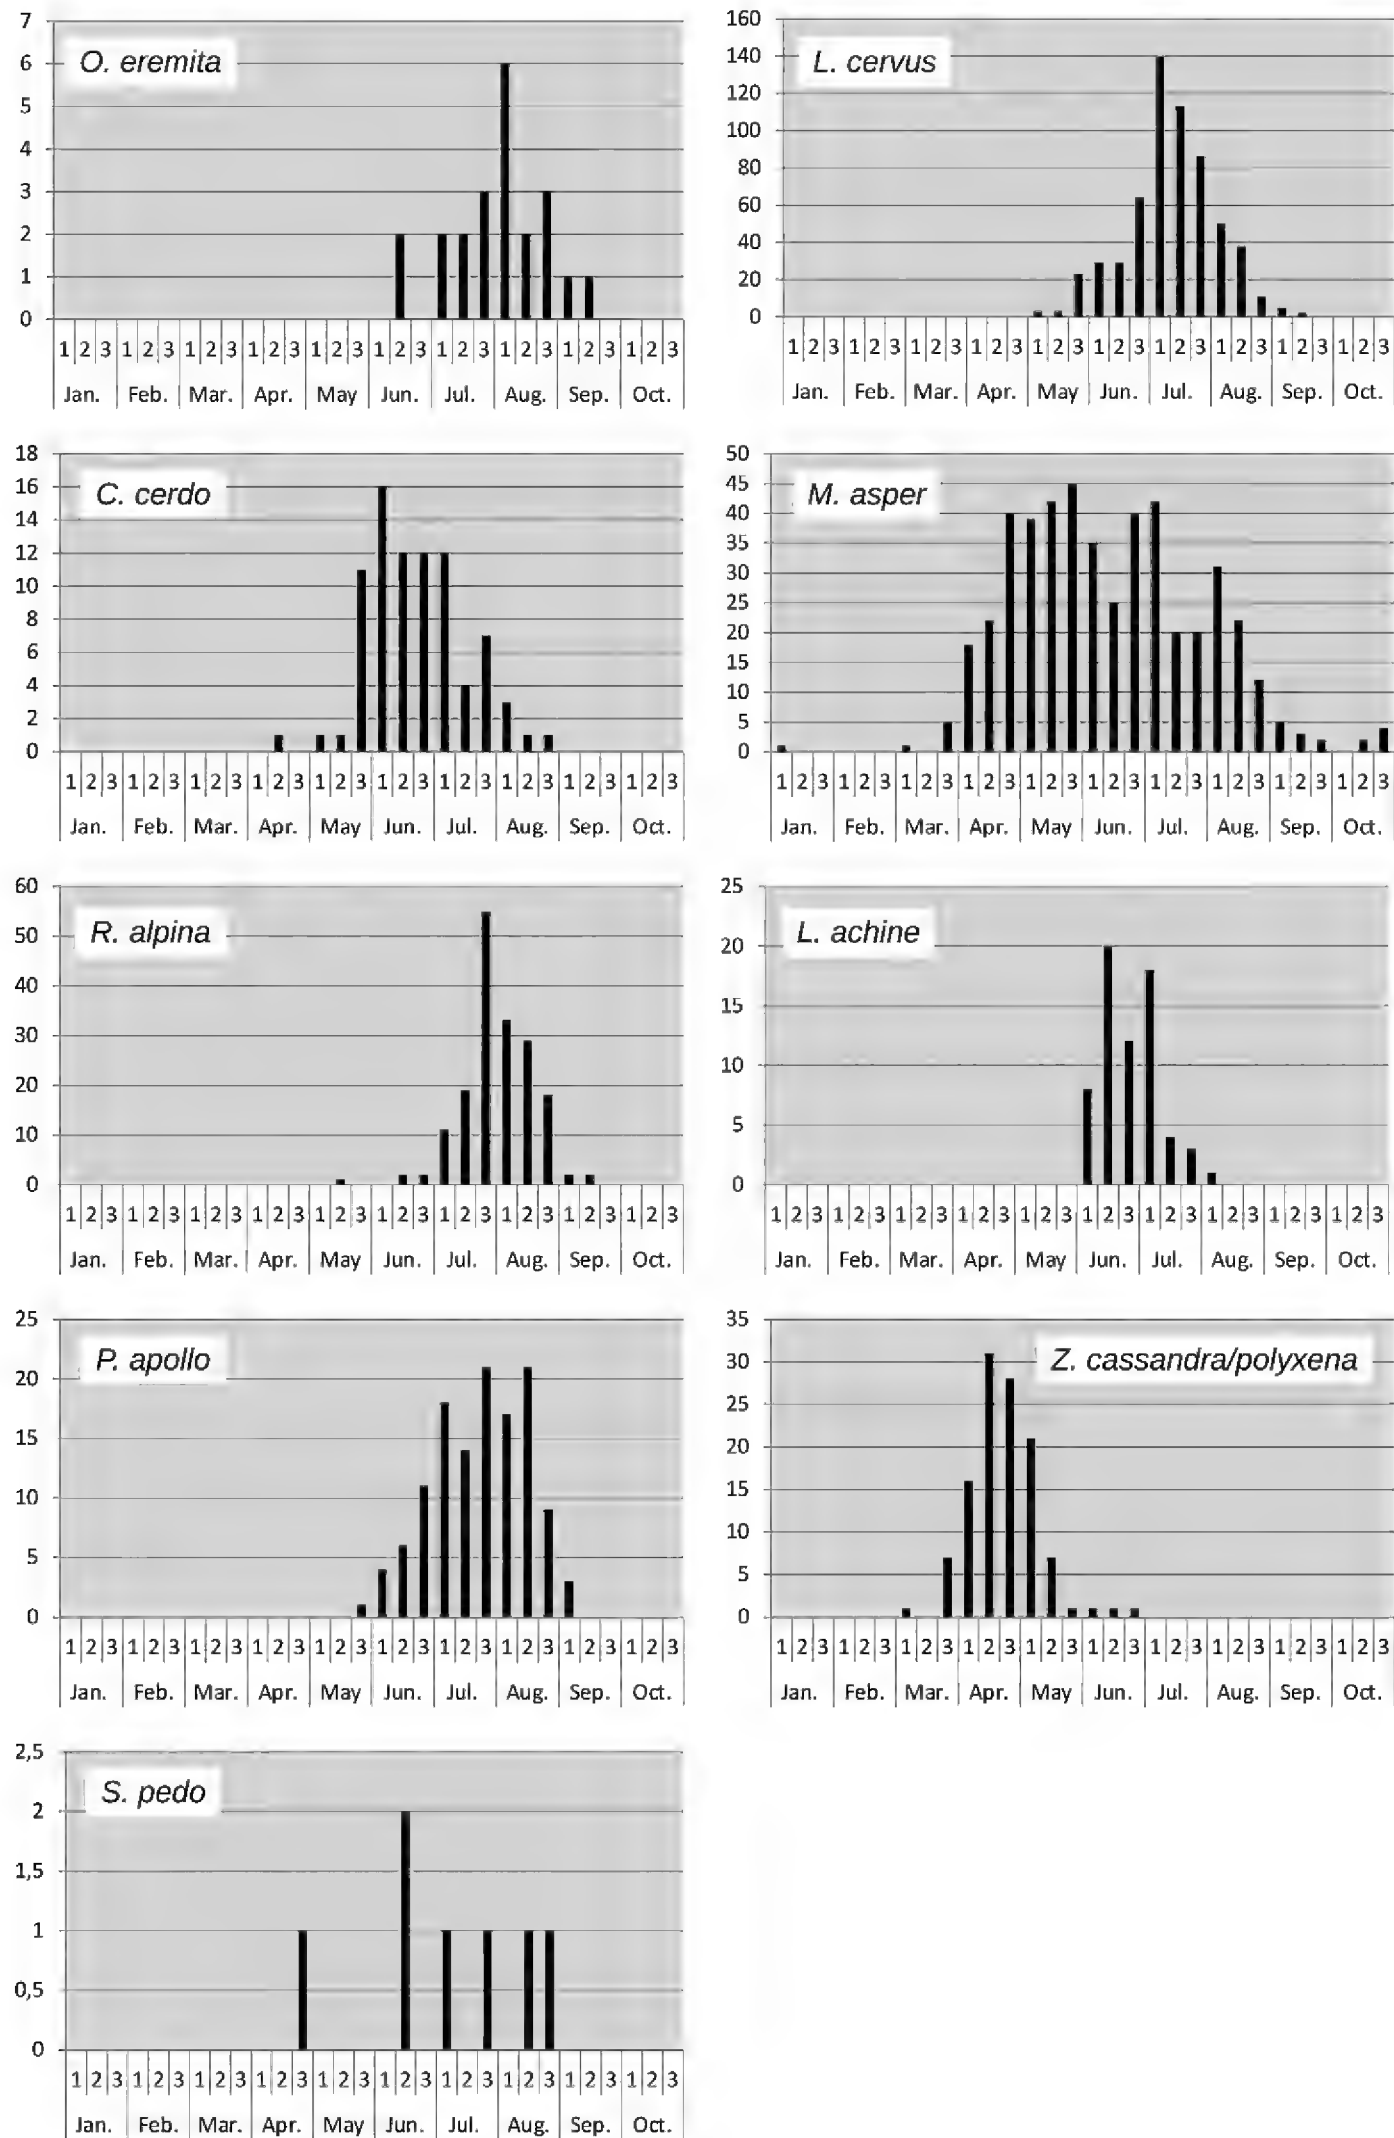 O. eremita
7
6
5
4
3
2
1
0
1 2 3 1 2 3 1 2 3 1 2 3 1 2 3 1 2 3 1 2 3 1 2 3 1 2 3 1 2 3
Jan. Feb. Mar. Apr. May Jun. Jul. Aug. Sep. Oct.
L. cervus
160
140
120
100
80
60
40
20
0
1 2 3 1 2 3 1 2 3 1 2 3 1 2 3 1 2 3 1 2 3 1 2 3 1 2 3 1 2 3
Jan. Feb. Mar. Apr. May Jun. Jul. Aug. Sep. Oct.
C. cerdo
18
16
14
12
10
8
6
4
2
0
1 2 3 1 2 3 1 2 3 1 2 3 1 2 3 1 2 3 1 2 3 1 2 3 1 2 3 1 2 3
Jan. Feb. Mar. Apr. May Jun. Jul. Aug. Sep. Oct.
M. asper
50
45
40
35
30
25
20
15
10
5
0
1 2 3 1 2 3 1 2 3 1 2 3 1 2 3 1 2 3 1 2 3 1 2 3 1 2 3 1 2 3
Jan. Feb. Mar. Apr. May Jun. Jul. Aug. Sep. Oct.
R. alpina
60
50
40
30
20
10
0
1 2 3 1 2 3 1 2 3 1 2 3 1 2 3 1 2 3 1 2 3 1 2 3 1 2 3 1 2 3
Jan. Feb. Mar. Apr. May Jun. Jul. Aug. Sep. Oct.
L. achine
25
20
15
10
5
0
1 2 3 1 2 3 1 2 3 1 2 3 1 2 3 1 2 3 1 2 3 1 2 3 1 2 3 1 2 3
Jan. Feb. Mar. Apr. May Jun. Jul. Aug. Sep. Oct.
P. apollo
25
20
15
10
5
0
1 2 3 1 2 3 1 2 3 1 2 3 1 2 3 1 2 3 1 2 3 1 2 3 1 2 3 1 2 3
Jan. Feb. Mar. Apr. May Jun. Jul. Aug. Sep. Oct.
Z. cassandra/polyxena
35
30
25
20
15
10
5
0
1 2 3 1 2 3 1 2 3 1 2 3 1 2 3 1 2 3 1 2 3 1 2 3 1 2 3 1 2 3
Jan. Feb. Mar. Apr. May Jun. Jul. Aug. Sep. Oct.
S. pedo
2,5
2
1,5
1
0,5
0
1 2 3 1 2 3 1 2 3 1 2 3 1 2 3 1 2 3 1 2 3 1 2 3 1 2 3 1 2 3
Jan. Feb. Mar. Apr. May Jun. Jul. Aug. Sep. Oct.